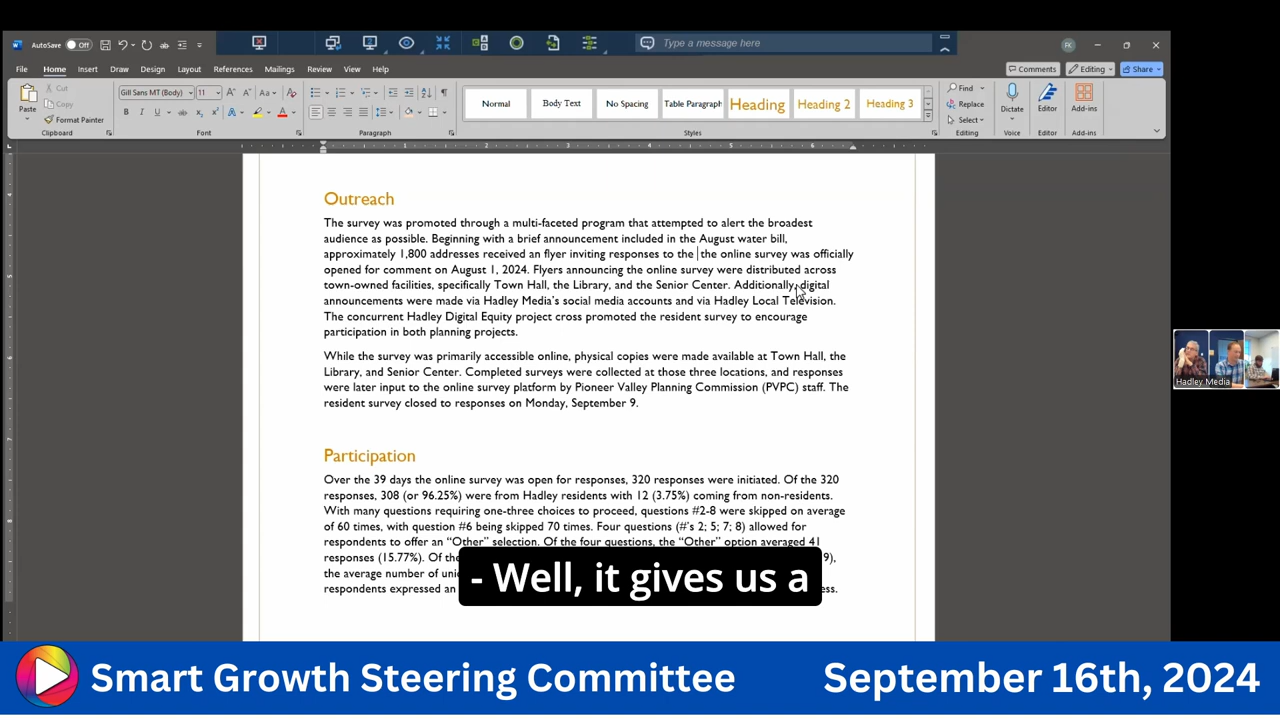 AutoSave Off
Type a message here
FK
File Home Insert Draw Design Layout References Mailings Review View Help
Comments Editing Share
Paste Cut Copy Format Painter
Gill Sans MT (Body) 11
Normal Body Text No Spacing Table Paragraph Heading Heading 2 Heading 3
Find Replace Select
Dictate Editor Add-ins
Clipboard Font Paragraph Styles Editing Voice Editor Add-ins
Outreach
The survey was promoted through a multi-faceted program that attempted to alert the broadest
audience as possible. Beginning with a brief announcement included in the August water bill,
approximately 1,800 addresses received an flyer inviting responses to the the online survey was officially
opened for comment on August 1, 2024. Flyers announcing the online survey were distributed across
town-owned facilities, specifically Town Hall, the Library, and the Senior Center. Additionally, digital
announcements were made via Hadley Media's social media accounts and via Hadley Local Television.
The concurrent Hadley Digital Equity project cross promoted the resident survey to encourage
participation in both planning projects.
While the survey was primarily accessible online, physical copies were made available at Town Hall, the
Library, and Senior Center. Completed surveys were collected at those three locations, and responses
were later input to the online survey platform by Pioneer Valley Planning Commission (PVPC) staff. The
resident survey closed to responses on Monday, September 9.
Hadley Media
Participation
Over the 39 days the online survey was open for responses, 320 responses were initiated. Of the 320
responses, 308 (or 96.25%) were from Hadley residents with 12 (3.75%) coming from non-residents.
With many questions requiring one-three choices to proceed, questions #2-8 were skipped on average
of 60 times, with question #6 being skipped 70 times. Four questions (#'s 2; 5; 7; 8) allowed for
respondents to offer an “Other” selection. Of the four questions, the “Other” option averaged 41
responses (15.77%). Of the
the average number of
respondents expressed an
- Well, it gives us a
Smart Growth Steering Committee September 16th, 2024